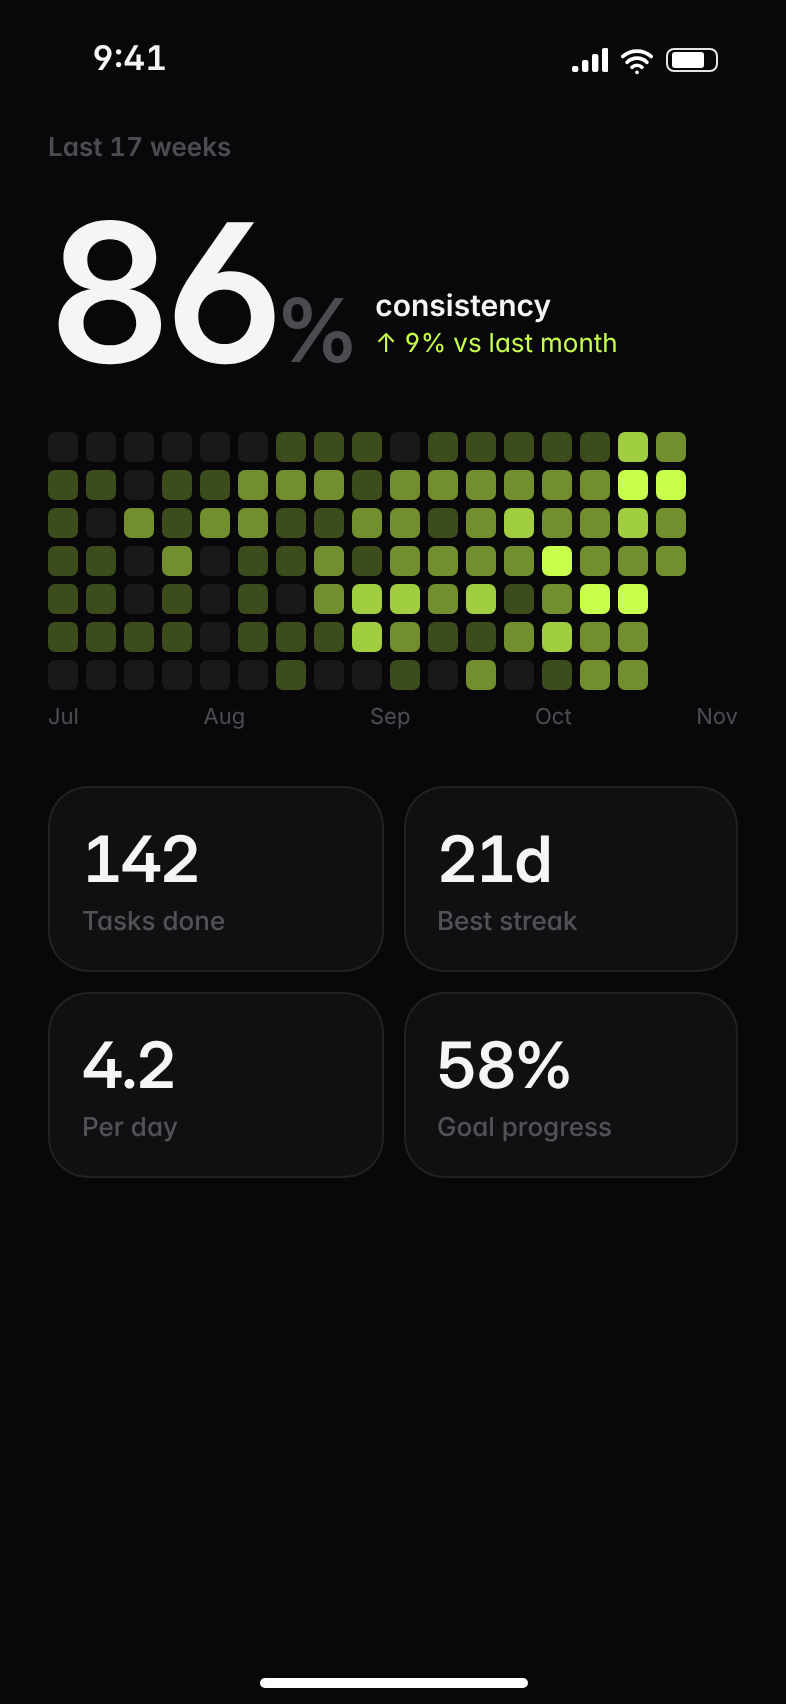 9:41
Last 17 weeks
86%
consistency
↑ 9% vs last month
Jul Aug Sep Oct Nov
142
Tasks done
21d
Best streak
4.2
Per day
58%
Goal progress